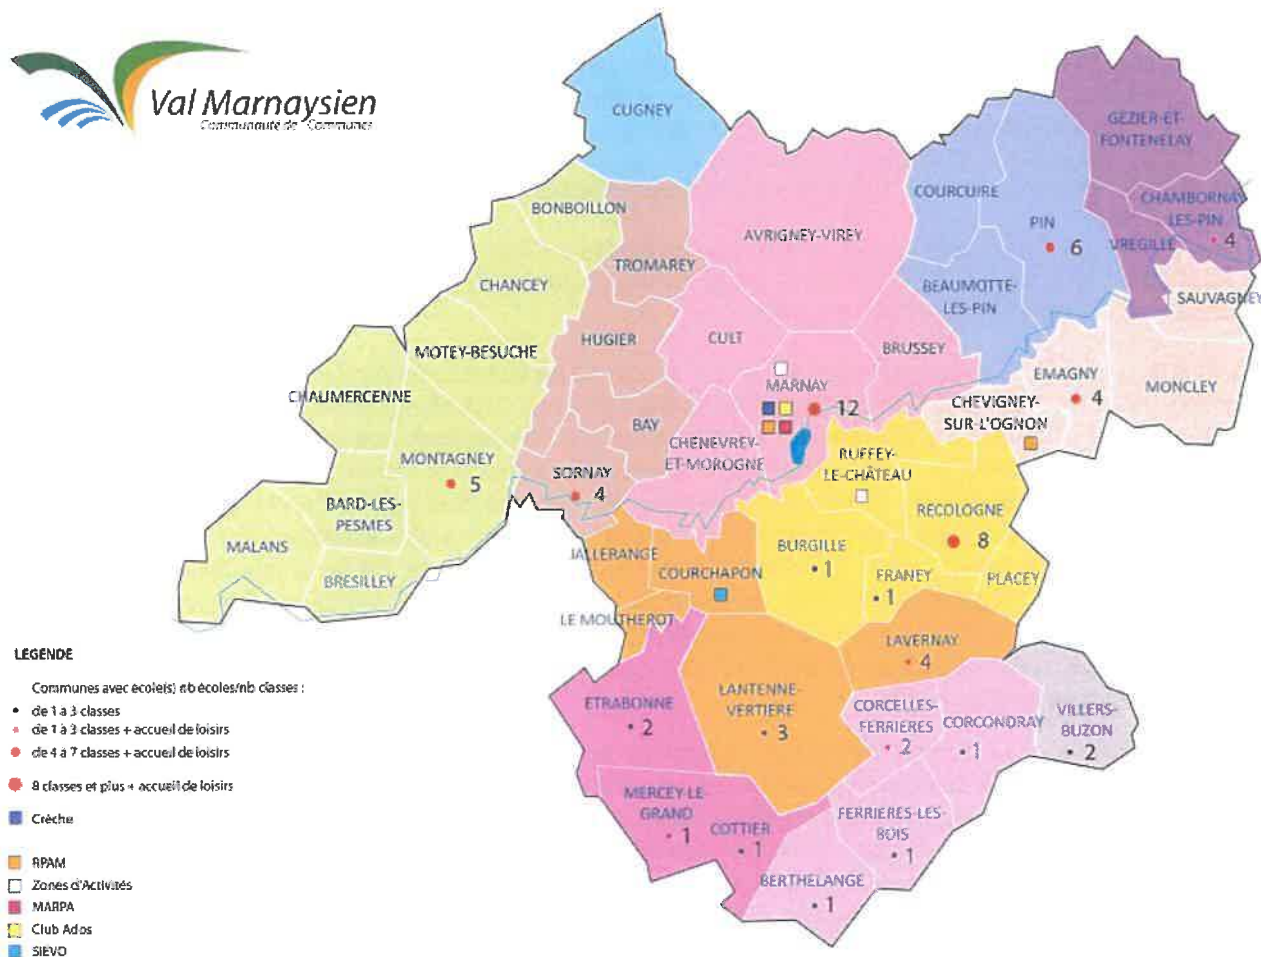 Val Marnaysien
Communauté de Communes
CUGNEY
GEZIER-ET-
FONTENELAY
COURCUIRE
CHAMBORNAY
LES-PIN
4
BONBOILLON
AVRIGNEY-VIREY
PIN
6
VREGILLE
TROMAREY
CHANCEY
BEAUMOTTE-
LES-PIN
SAUVAGNEY
HUGIER
CULT
BRUSSEY
MOTEY-BESUCHE
EMAGNY
4
MONCLEY
MARNAY
12
CHAUMERCENNE
CHEVIGNEY-
SUR-L'OGNON
BAY
CHENEVREY-
ET-MOROGNE
RUFFEY-
LE-CHÂTEAU
MONTAGNEY
5
SORNAY
4
BARD-LES-
PESMES
RECOLOGNE
8
MALANS
BRESILLEY
JALLERANGE
COURCHAPON
BURGILLE
1
FRANEY
1
PLACEY
LE MOUTHEROT
LAVERNAY
4
LEGENDE
Communes avec école(s) nb écoles/nb classes :
de 1 a 3 classes
de 1 à 3 classes + accueil de loisirs
de 4 à 7 classes + accueil de loisirs
8 classes et plus + accueil de loisirs
Crèche
RPAM
Zones d'Activités
MARPA
Club Ados
SIEVO
ETRABONNE
2
LANTENNE-
VERTIERE
3
CORCELLES-
FERRIERES
2
CORCONDRAY
1
VILLERS-
BUZON
2
MERCEY-LE-
GRAND
1
COTTIER
1
FERRIERES-LES-
BOIS
1
BERTHELANGE
1